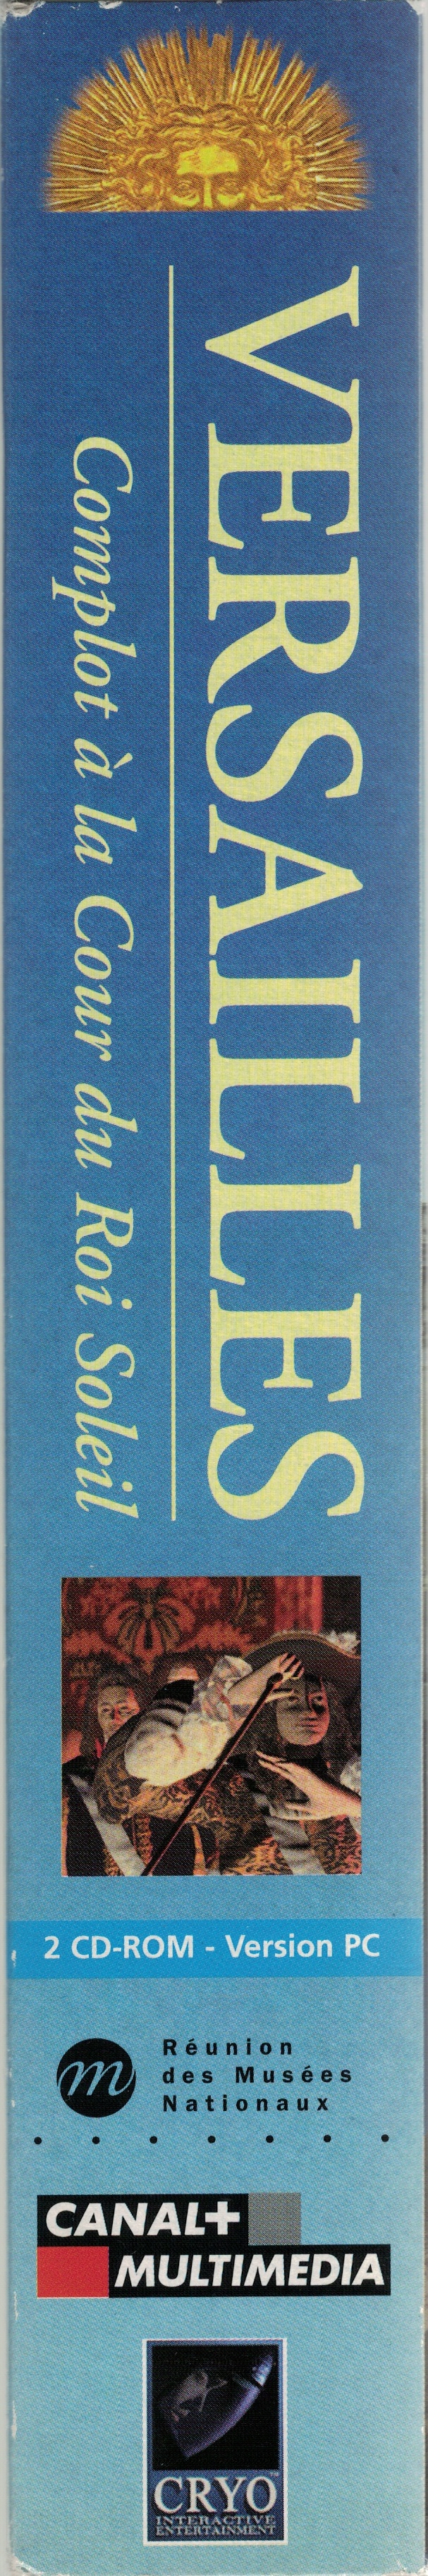 VERSAILLES
Complot à la Cour du Roi Soleil
2 CD-ROM - Version PC
m
Réunion
des Musées
Nationaux
CANAL+
MULTIMEDIA
CRYO™
INTERACTIVE
ENTERTAINMENT